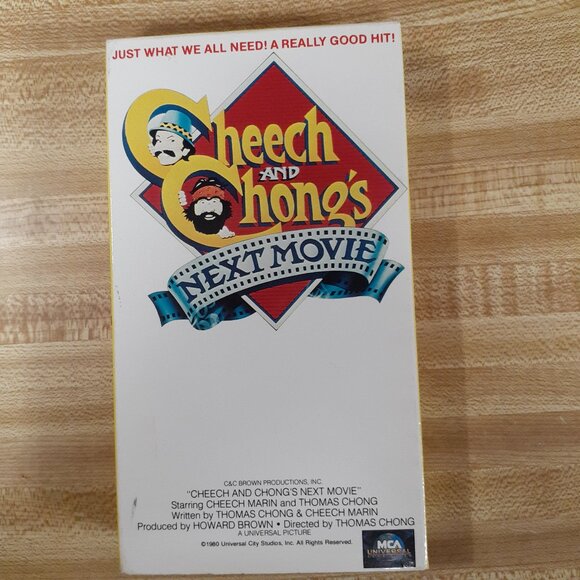 JUST WHAT WE ALL NEED! A REALLY GOOD HIT!
Cheech
AND
Chong's
NEXT MOVIE
C&C BROWN PRODUCTIONS, INC.
"CHEECH AND CHONG'S NEXT MOVIE"
Starring CHEECH MARIN and THOMAS CHONG
Written by THOMAS CHONG & CHEECH MARIN
Produced by HOWARD BROWN • Directed by THOMAS CHONG
A UNIVERSAL PICTURE
©1980 Universal City Studios, Inc. All Rights Reserved.
MCA
UNIVERSAL